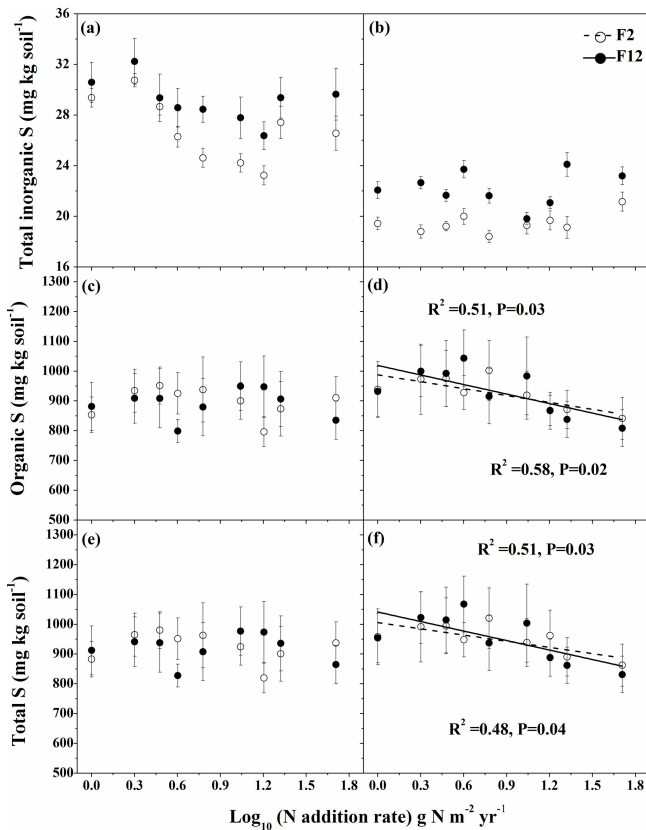 (a)
(b)
F2
F12
36
32
28
24
20
16
Total inorganic S (mg kg soil⁻¹)
(c)
(d)
R² =0.51, P=0.03
R² =0.58, P=0.02
1300
1200
1100
1000
900
800
700
600
500
Organic S (mg kg soil⁻¹)
(e)
(f)
R² =0.51, P=0.03
R² =0.48, P=0.04
1300
1200
1100
1000
900
800
700
600
500
Total S (mg kg soil⁻¹)
0.0 0.3 0.6 0.9 1.2 1.5 1.8 0.0 0.3 0.6 0.9 1.2 1.5 1.8
Log₁₀ (N addition rate) g N m⁻² yr⁻¹